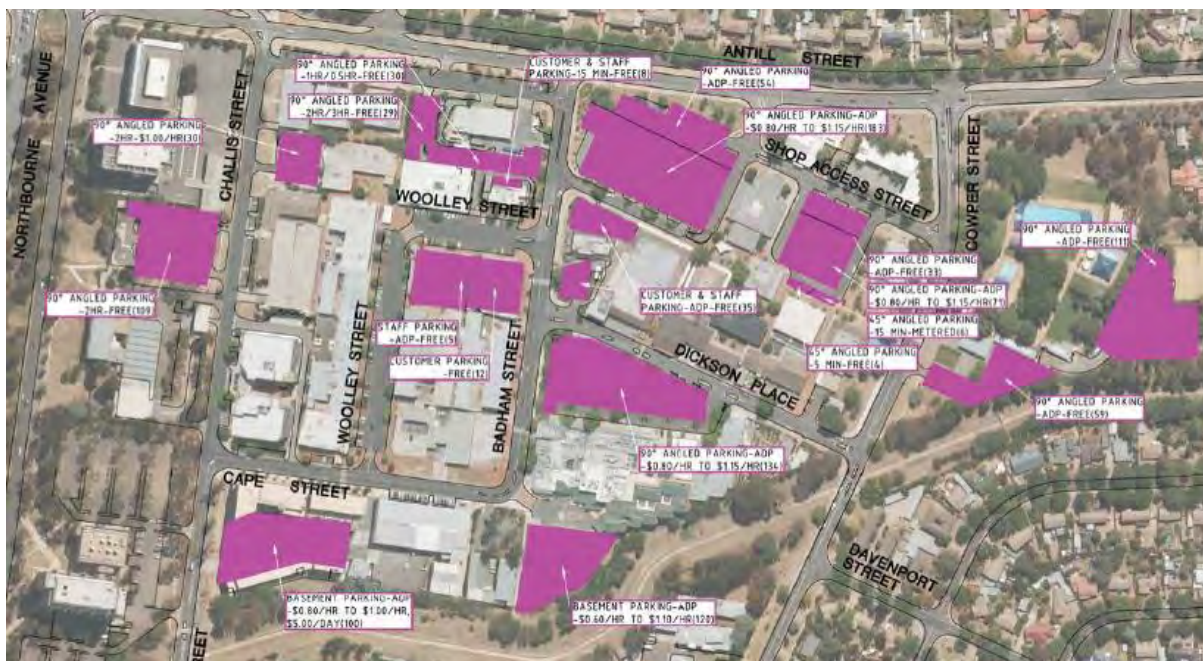 ANTILL STREET
90° ANGLED PARKING
-1HR/0.5HR-FREE(30)
CUSTOMER & STAFF
PARKING-15 MIN-FREE(8)
90° ANGLED PARKING
-ADP-FREE(54)
90° ANGLED PARKING
-2HR/3HR-FREE(29)
90° ANGLED PARKING-ADP
-$0.80/HR TO $1.15/HR(183)
90° ANGLED PARKING
-2HR-$1.00/HR(30)
NORTHBOURNE AVENUE
CHALLIS STREET
SHOP ACCESS STREET
COWPER STREET
WOOLLEY STREET
90° ANGLED PARKING
-ADP-FREE(111)
90° ANGLED PARKING
-ADP-FREE(33)
90° ANGLED PARKING-ADP
-$0.80/HR TO $1.15/HR(71)
90° ANGLED PARKING
-2HR-FREE(109)
CUSTOMER & STAFF
PARKING-ADP-FREE(35)
45° ANGLED PARKING
-15 MIN-METERED(6)
STAFF PARKING
-ADP-FREE(5)
CUSTOMER PARKING
-FREE(12)
45° ANGLED PARKING
-5 MIN-FREE(4)
WOOLLEY STREET
BADHAM STREET
DICKSON PLACE
90° ANGLED PARKING
-ADP-FREE(59)
90° ANGLED PARKING-ADP
-$0.80/HR TO $1.15/HR(134)
CAPE STREET
DAVENPORT
STREET
BASEMENT PARKING-ADP
-$0.80/HR TO $1.00/HR,
$5.00/DAY(100)
BASEMENT PARKING-ADP
-$0.60/HR TO $1.10/HR(120)
STREET